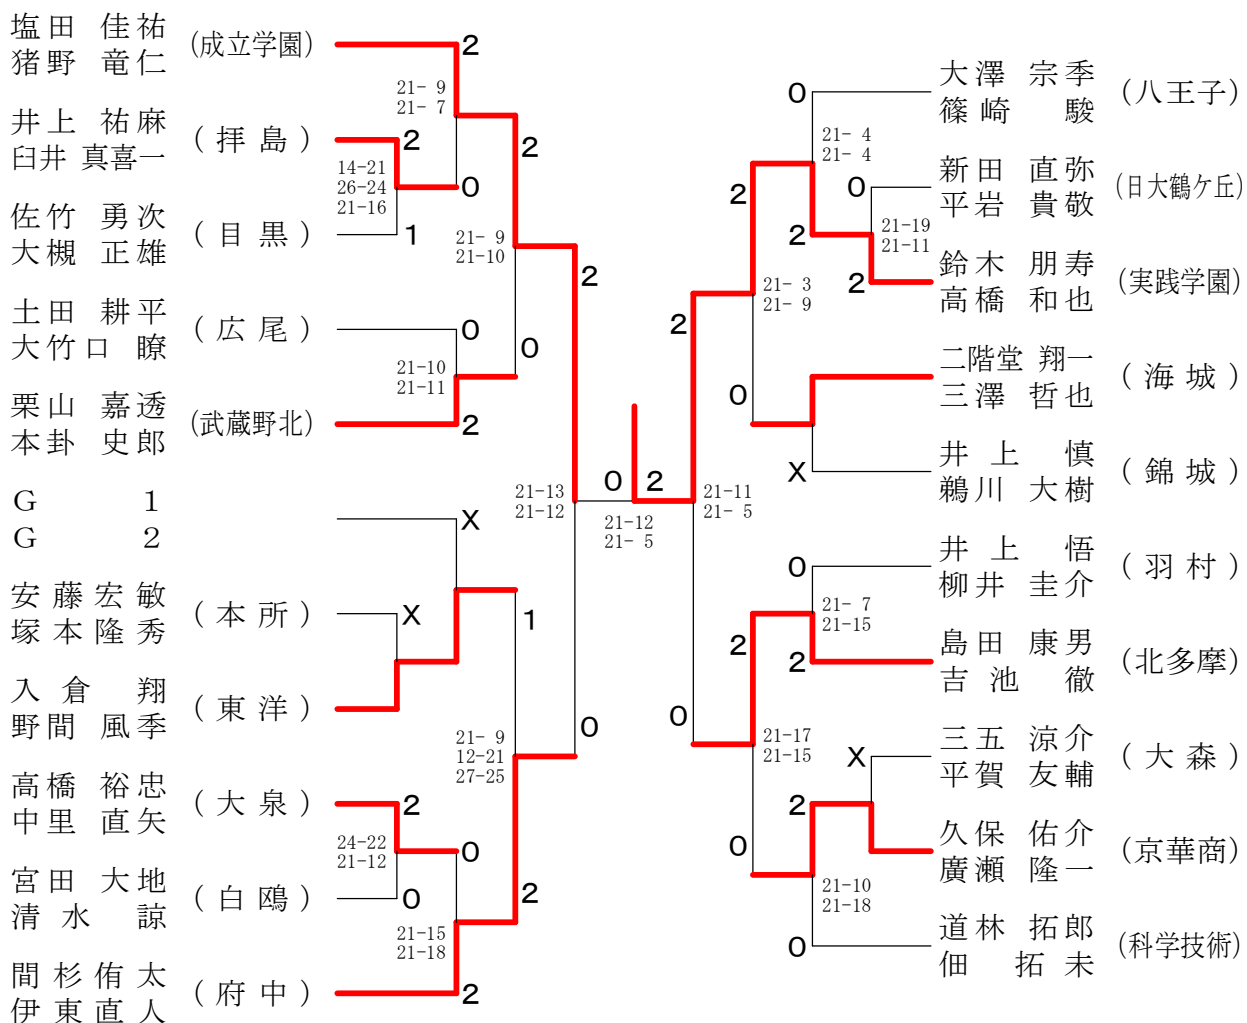 塩田 佳祐
猪野 竜仁
(成立学園)
2
21- 9
21- 7
井上 祐麻
臼井 真喜一
(拝島)
2
14-21
26-24
21-16
0
2
佐竹 勇次
大槻 正雄
(目黒)
1
21- 9
21-10
2
土田 耕平
大竹口 瞭
(広尾)
0
0
21-10
21-11
栗山 嘉透
本卦 史郎
(武蔵野北)
2
21-13
21-12
G 1
G 2
X
安藤宏敏
塚本隆秀
(本所)
X
1
入倉 翔
野間 風季
(東洋)
0
21- 9
12-21
27-25
高橋 裕忠
中里 直矢
(大泉)
2
24-22
21-12
0
宮田 大地
清水 諒
(白鴎)
0
2
21-15
21-18
間杉侑太
伊東直人
(府中)
2
0
2
21-12
21- 5
大澤 宗季
篠崎 駿
(八王子)
0
21- 4
21- 4
新田 直弥
平岩 貴敬
(日大鶴ケ丘)
0
2
21-19
21-11
2
鈴木 朋寿
高橋 和也
(実践学園)
2
21- 3
21- 9
2
二階堂 翔一
三澤 哲也
(海城)
0
井上 慎
鵜川 大樹
(錦城)
X
21-11
21- 5
井上 悟
柳井 圭介
(羽村)
0
21- 7
21-15
島田 康男
吉池 徹
(北多摩)
2
2
0
21-17
21-15
三五 涼介
平賀 友輔
(大森)
X
2
久保 佑介
廣瀬 隆一
(京華商)
0
21-10
21-18
道林 拓郎
佃 拓未
(科学技術)
0